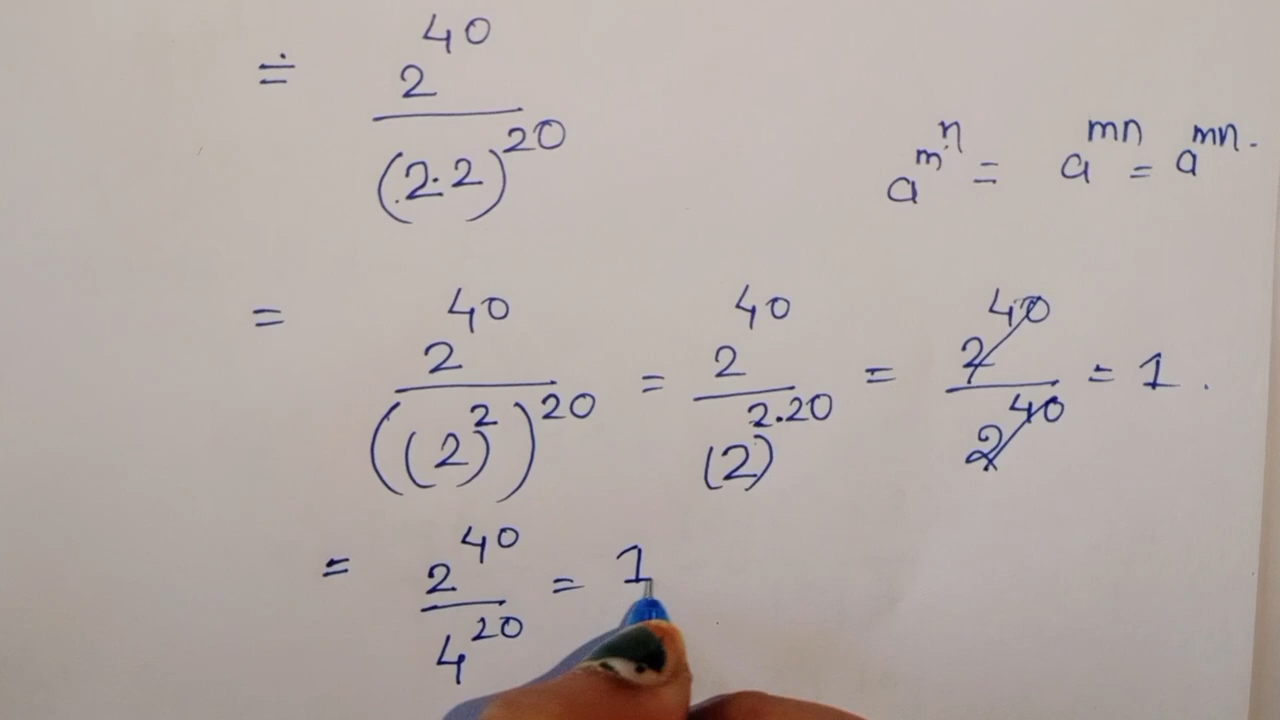 = 2^40 / (2.2)^20
a^m^n = a^mn = a^mn.
= 2^40 / ((2)^2)^20 = 2^40 / (2)^2.20 = 2^40 / 2^40 = 1.
= 2^40 / 4^20 = 1